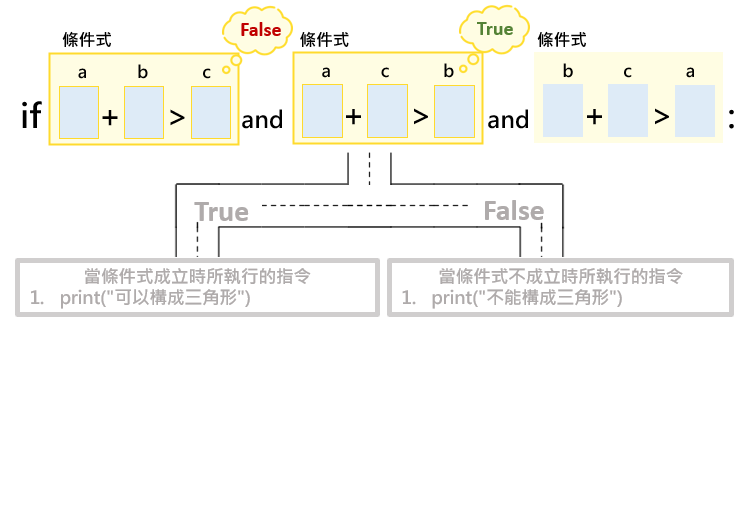 False
True
條件式 條件式 條件式
a b c a c b b c a
if + > and + > and + > :
True False
當條件式成立時所執行的指令
1. print("可以構成三角形")
當條件式不成立時所執行的指令
1. print("不能構成三角形")